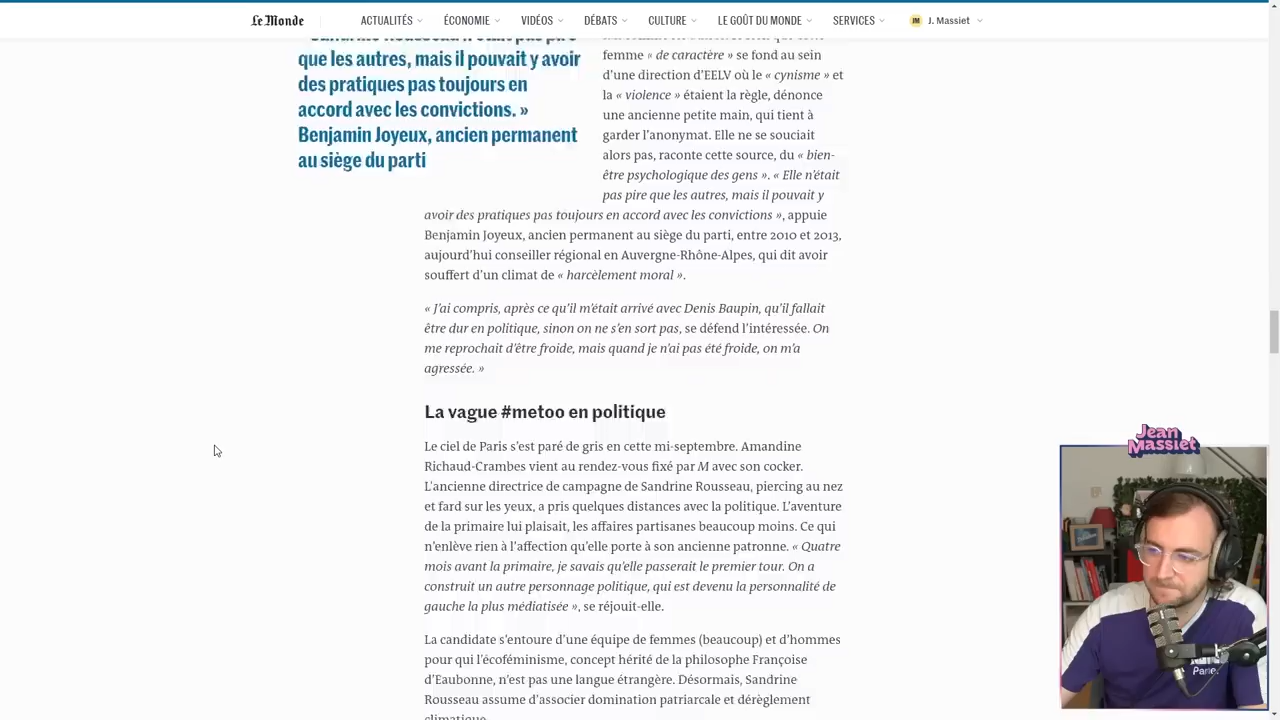 Le Monde
ACTUALITÉS
ÉCONOMIE
VIDÉOS
DÉBATS
CULTURE
LE GOÛT DU MONDE
SERVICES
JM
J. Massiet
que les autres, mais il pouvait y avoir
des pratiques pas toujours en
accord avec les convictions. »
Benjamin Joyeux, ancien permanent
au siège du parti
femme « de caractère » se fond au sein
d'une direction d'EELV où le « cynisme » et
la « violence » étaient la règle, dénonce
une ancienne petite main, qui tient à
garder l'anonymat. Elle ne se souciait
alors pas, raconte cette source, du « bien-
être psychologique des gens ». « Elle n'était
pas pire que les autres, mais il pouvait y
avoir des pratiques pas toujours en accord avec les convictions », appuie
Benjamin Joyeux, ancien permanent au siège du parti, entre 2010 et 2013,
aujourd'hui conseiller régional en Auvergne-Rhône-Alpes, qui dit avoir
souffert d'un climat de « harcèlement moral ».
« J'ai compris, après ce qu'il m'était arrivé avec Denis Baupin, qu'il fallait
être dur en politique, sinon on ne s'en sort pas, se défend l'intéressée. On
me reprochait d'être froide, mais quand je n'ai pas été froide, on m'a
agressée. »
La vague #metoo en politique
Le ciel de Paris s'est paré de gris en cette mi-septembre. Amandine
Richaud-Crambes vient au rendez-vous fixé par M avec son cocker.
L'ancienne directrice de campagne de Sandrine Rousseau, piercing au nez
et fard sur les yeux, a pris quelques distances avec la politique. L'aventure
de la primaire lui plaisait, les affaires partisanes beaucoup moins. Ce qui
n'enlève rien à l'affection qu'elle porte à son ancienne patronne. « Quatre
mois avant la primaire, je savais qu'elle passerait le premier tour. On a
construit un autre personnage politique, qui est devenu la personnalité de
gauche la plus médiatisée », se réjouit-elle.
La candidate s'entoure d'une équipe de femmes (beaucoup) et d'hommes
pour qui l'écoféminisme, concept hérité de la philosophe Françoise
d'Eaubonne, n'est pas une langue étrangère. Désormais, Sandrine
Rousseau assume d'associer domination patriarcale et dérèglement
climatique
Jean
Massiet